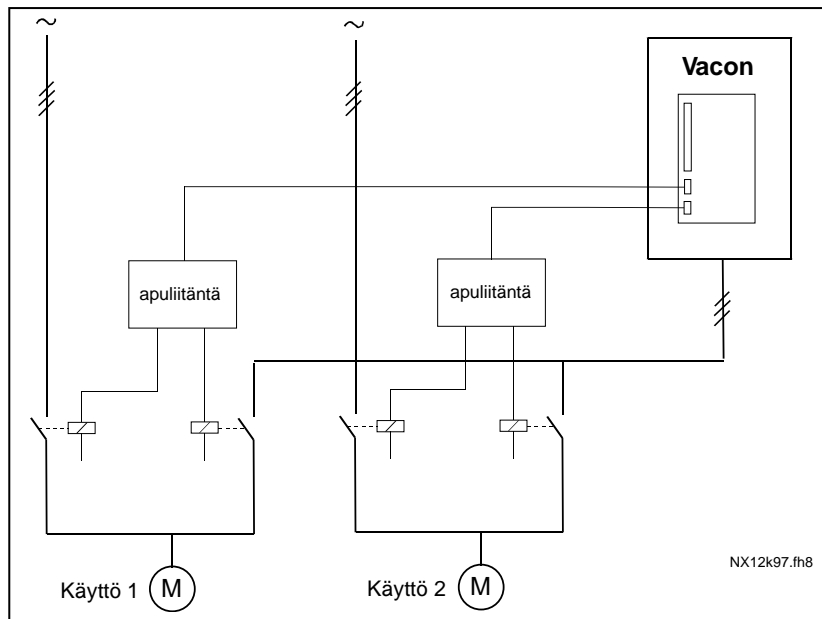 ~
~
Vacon
apuliitäntä
apuliitäntä
NX12k97.fh8
Käyttö 1
M
Käyttö 2
M